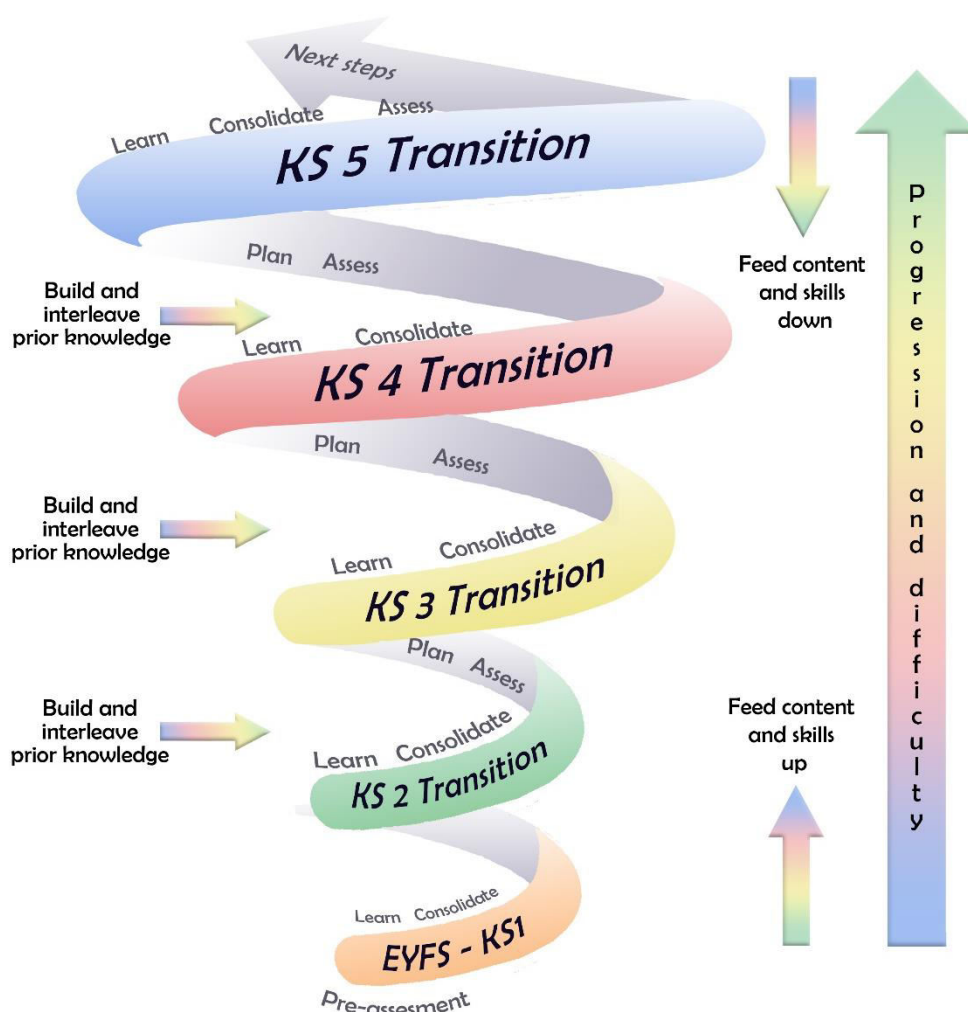 Next steps
Learn Consolidate Assess
KS 5 Transition
Plan Assess
Feed content
and skills
down
Build and
interleave
prior knowledge
Learn Consolidate
KS 4 Transition
Plan Assess
Build and
interleave
prior knowledge
Learn Consolidate
KS 3 Transition
Plan Assess
Build and
interleave
prior knowledge
Learn Consolidate
KS 2 Transition
Feed content
and skills
up
Learn Consolidate
EYFS - KS1
Pre-assesment
Progression and difficulty